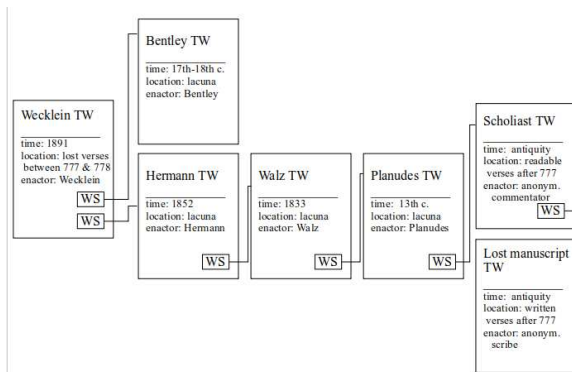 Bentley TW
time: 17th-18th c.
location: lacuna
enactor: Bentley
Wecklein TW
time: 1891
location: lost verses
between 777 & 778
enactor: Wecklein
WS
WS
Hermann TW
time: 1852
location: lacuna
enactor: Hermann
WS
Walz TW
time: 1833
location: lacuna
enactor: Walz
WS
Planudes TW
time: 13th c.
location: lacuna
enactor: Planudes
WS
Scholiast TW
time: antiquity
location: readable
verses after 777
enactor: anonym.
commentator
WS
Lost manuscript
TW
time: antiquity
location: written
verses after 777
enactor: anonym.
scribe